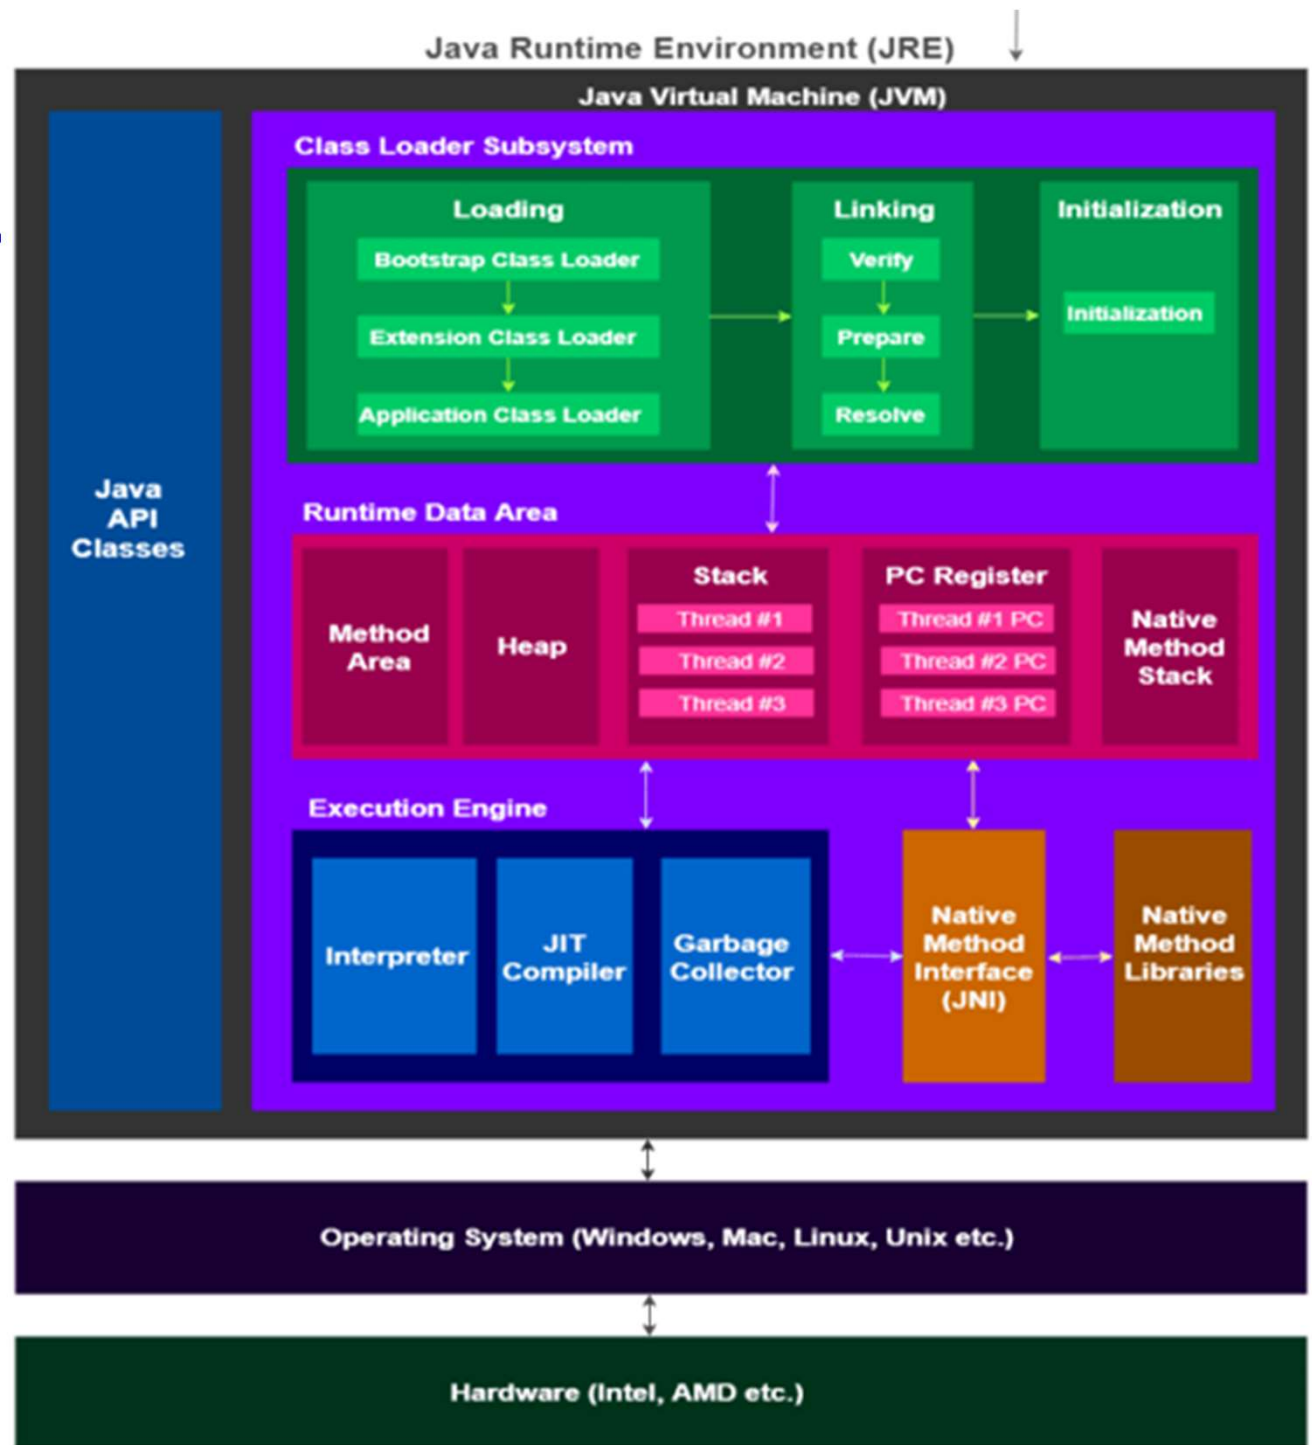 Java Runtime Environment (JRE)
Java Virtual Machine (JVM)
Java
API
Classes
Class Loader Subsystem
Loading
Bootstrap Class Loader
Extension Class Loader
Application Class Loader
Linking
Verify
Prepare
Resolve
Initialization
Initialization
Runtime Data Area
Method
Area
Heap
Stack
Thread #1
Thread #2
Thread #3
PC Register
Thread #1 PC
Thread #2 PC
Thread #3 PC
Native
Method
Stack
Execution Engine
Interpreter
JIT
Compiler
Garbage
Collector
Native
Method
Interface
(JNI)
Native
Method
Libraries
Operating System (Windows, Mac, Linux, Unix etc.)
Hardware (Intel, AMD etc.)